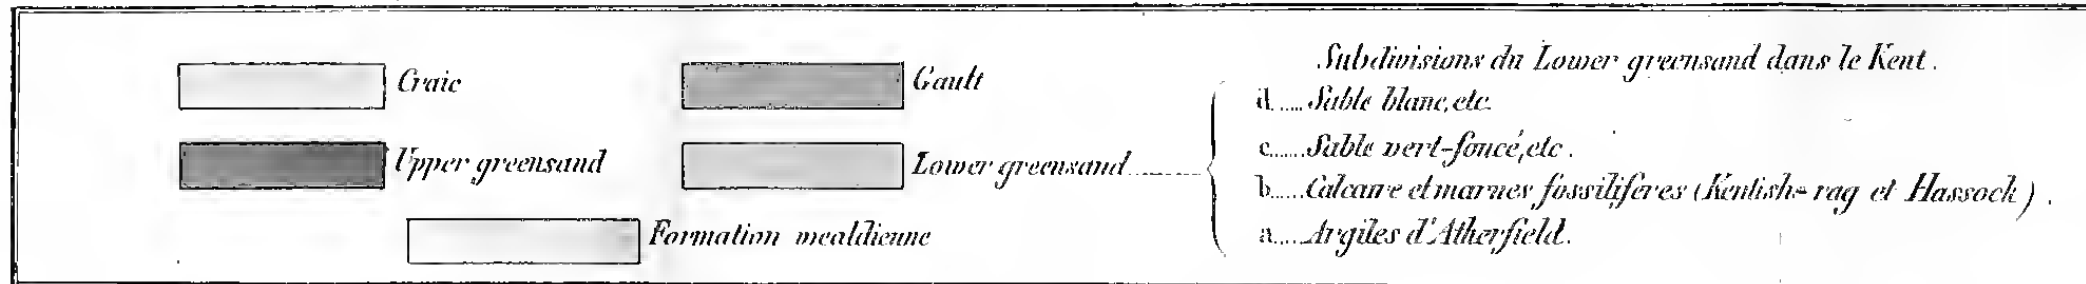 Craie
Upper greensand
Formation wealdienne
Gault
Lower greensand
Subdivisions du Lower greensand dans le Kent.
d.....Sable blanc, etc.
c.....Sable vert-foncé, etc.
b.....Calcaire et marnes fossilifères (Kentish-rag et Hassock).
a.....Argiles d'Atherfield.